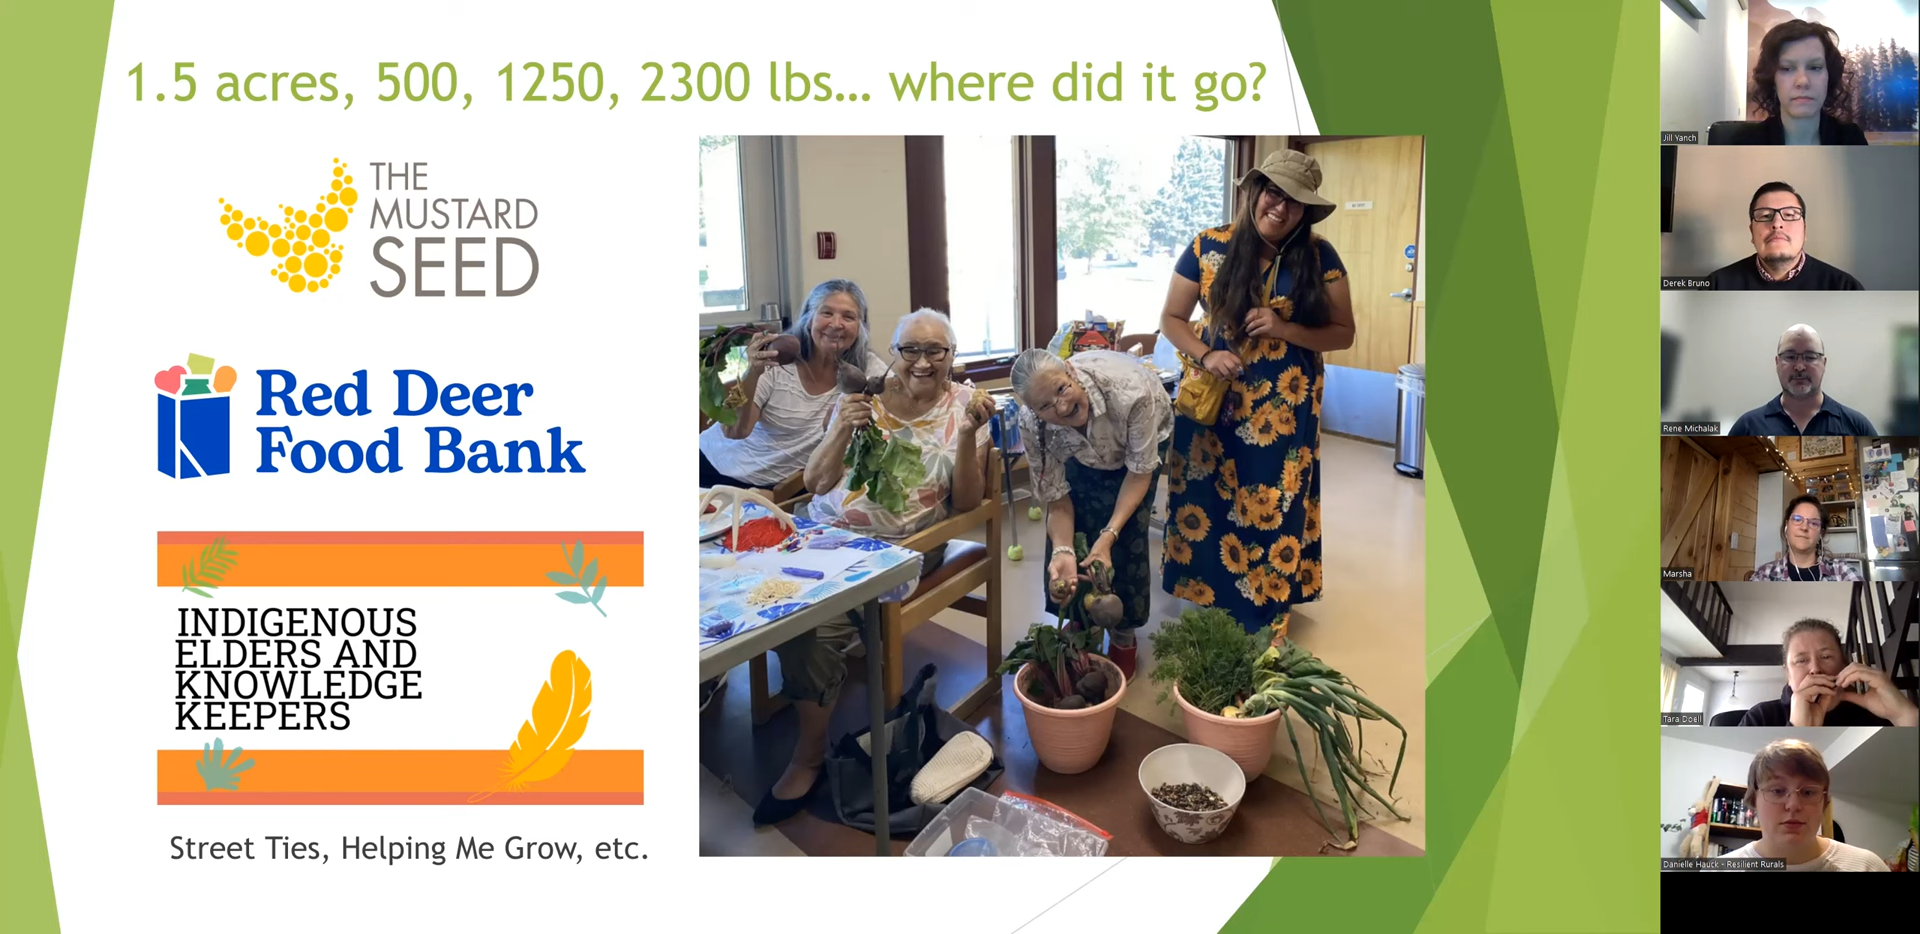 1.5 acres, 500, 1250, 2300 lbs... where did it go?
THE
MUSTARD
SEED
Red Deer
Food Bank
INDIGENOUS
ELDERS AND
KNOWLEDGE
KEEPERS
Street Ties, Helping Me Grow, etc.
Jill Yanch
Derek Bruno
Rene Michalak
Marsha
Tara Doell
Danielle Hauck - Resilient Rurals